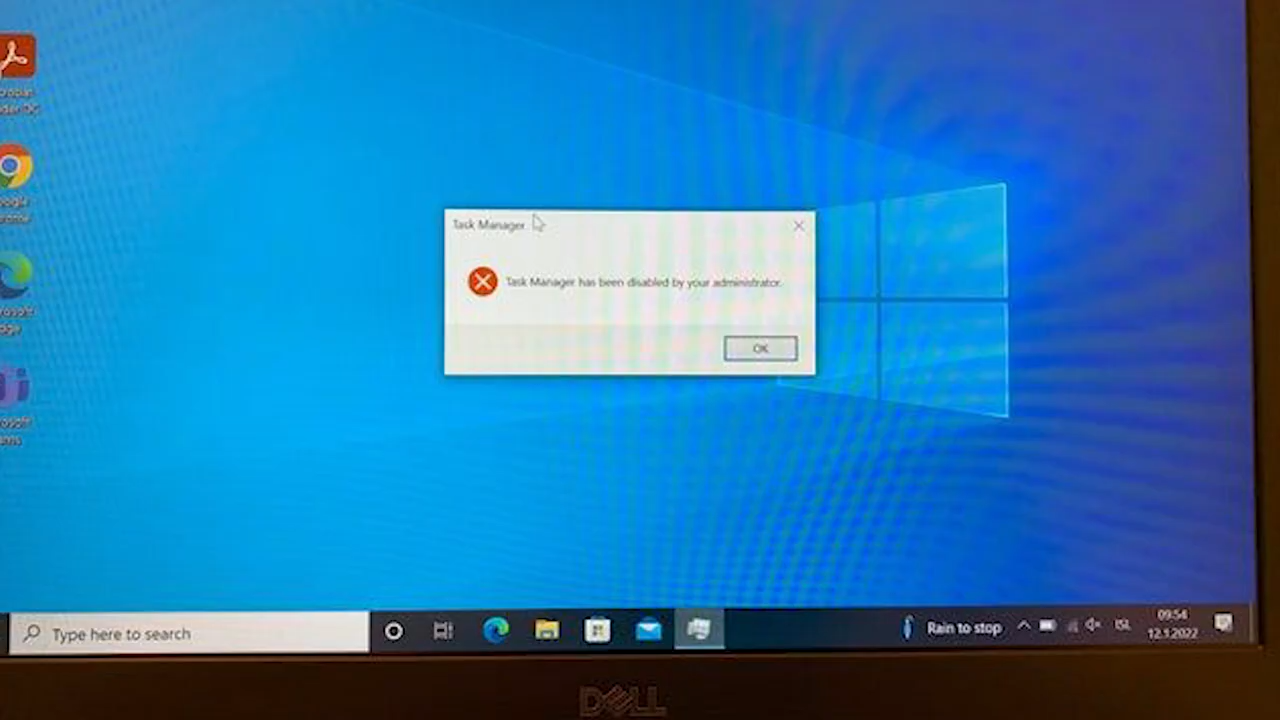 Task Manager
Task Manager has been disabled by your administrator.
OK
Type here to search
Rain to stop
ISL
09:54
12.1.2022
DELL